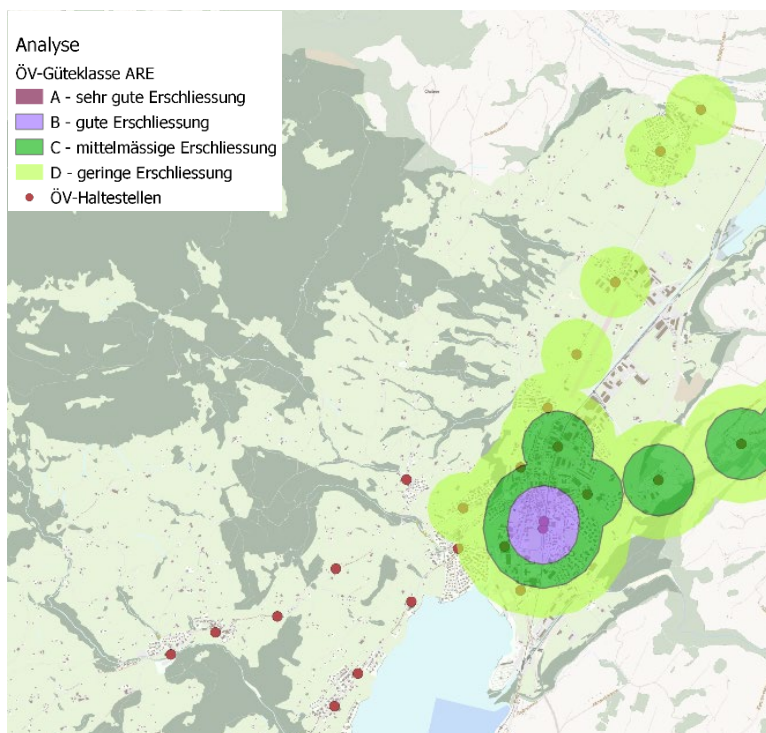 Analyse
ÖV-Güteklasse ARE
A - sehr gute Erschliessung
B - gute Erschliessung
C - mittelmässige Erschliessung
D - geringe Erschliessung
ÖV-Haltestellen